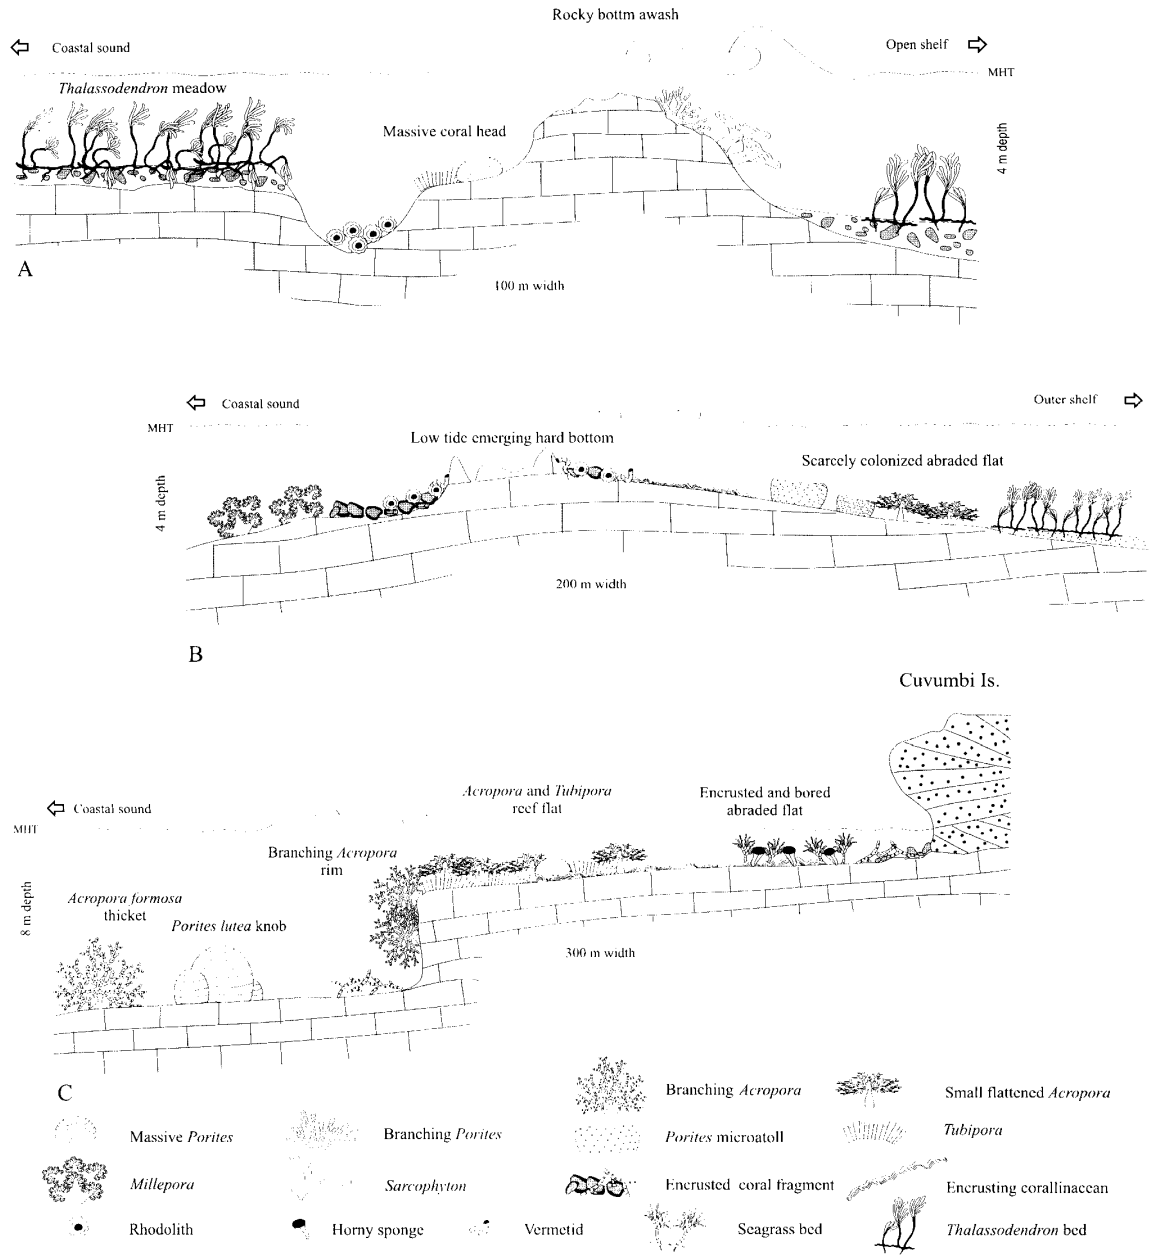 Rocky bottm awash
Coastal sound
Open shelf
MHT
Thalassodendron meadow
Massive coral head
4 m depth
A
100 m width
Coastal sound
Outer shelf
MHT
Low tide emerging hard bottom
Scarcely colonized abraded flat
4 m depth
200 m width
B
Cuvumbi Is.
Coastal sound
Acropora and Tubipora
reef flat
Encrusted and bored
abraded flat
MHT
Branching Acropora
rim
Acropora formosa
thicket
Porites lutea knob
8 m depth
300 m width
C
Branching Acropora
Small flattened Acropora
Massive Porites
Branching Porites
Porites microatoll
Tubipora
Millepora
Sarcophyton
Encrusted coral fragment
Encrusting corallinacean
Rhodolith
Horny sponge
Vermetid
Seagrass bed
Thalassodendron bed